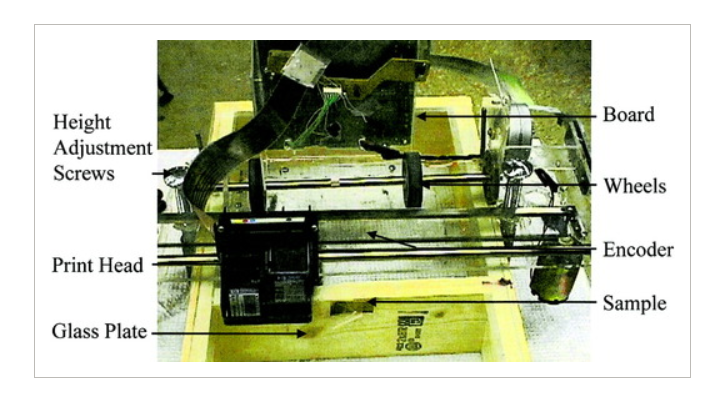 Height
Adjustment
Screws
Print Head
Glass Plate
Board
Wheels
Encoder
Sample